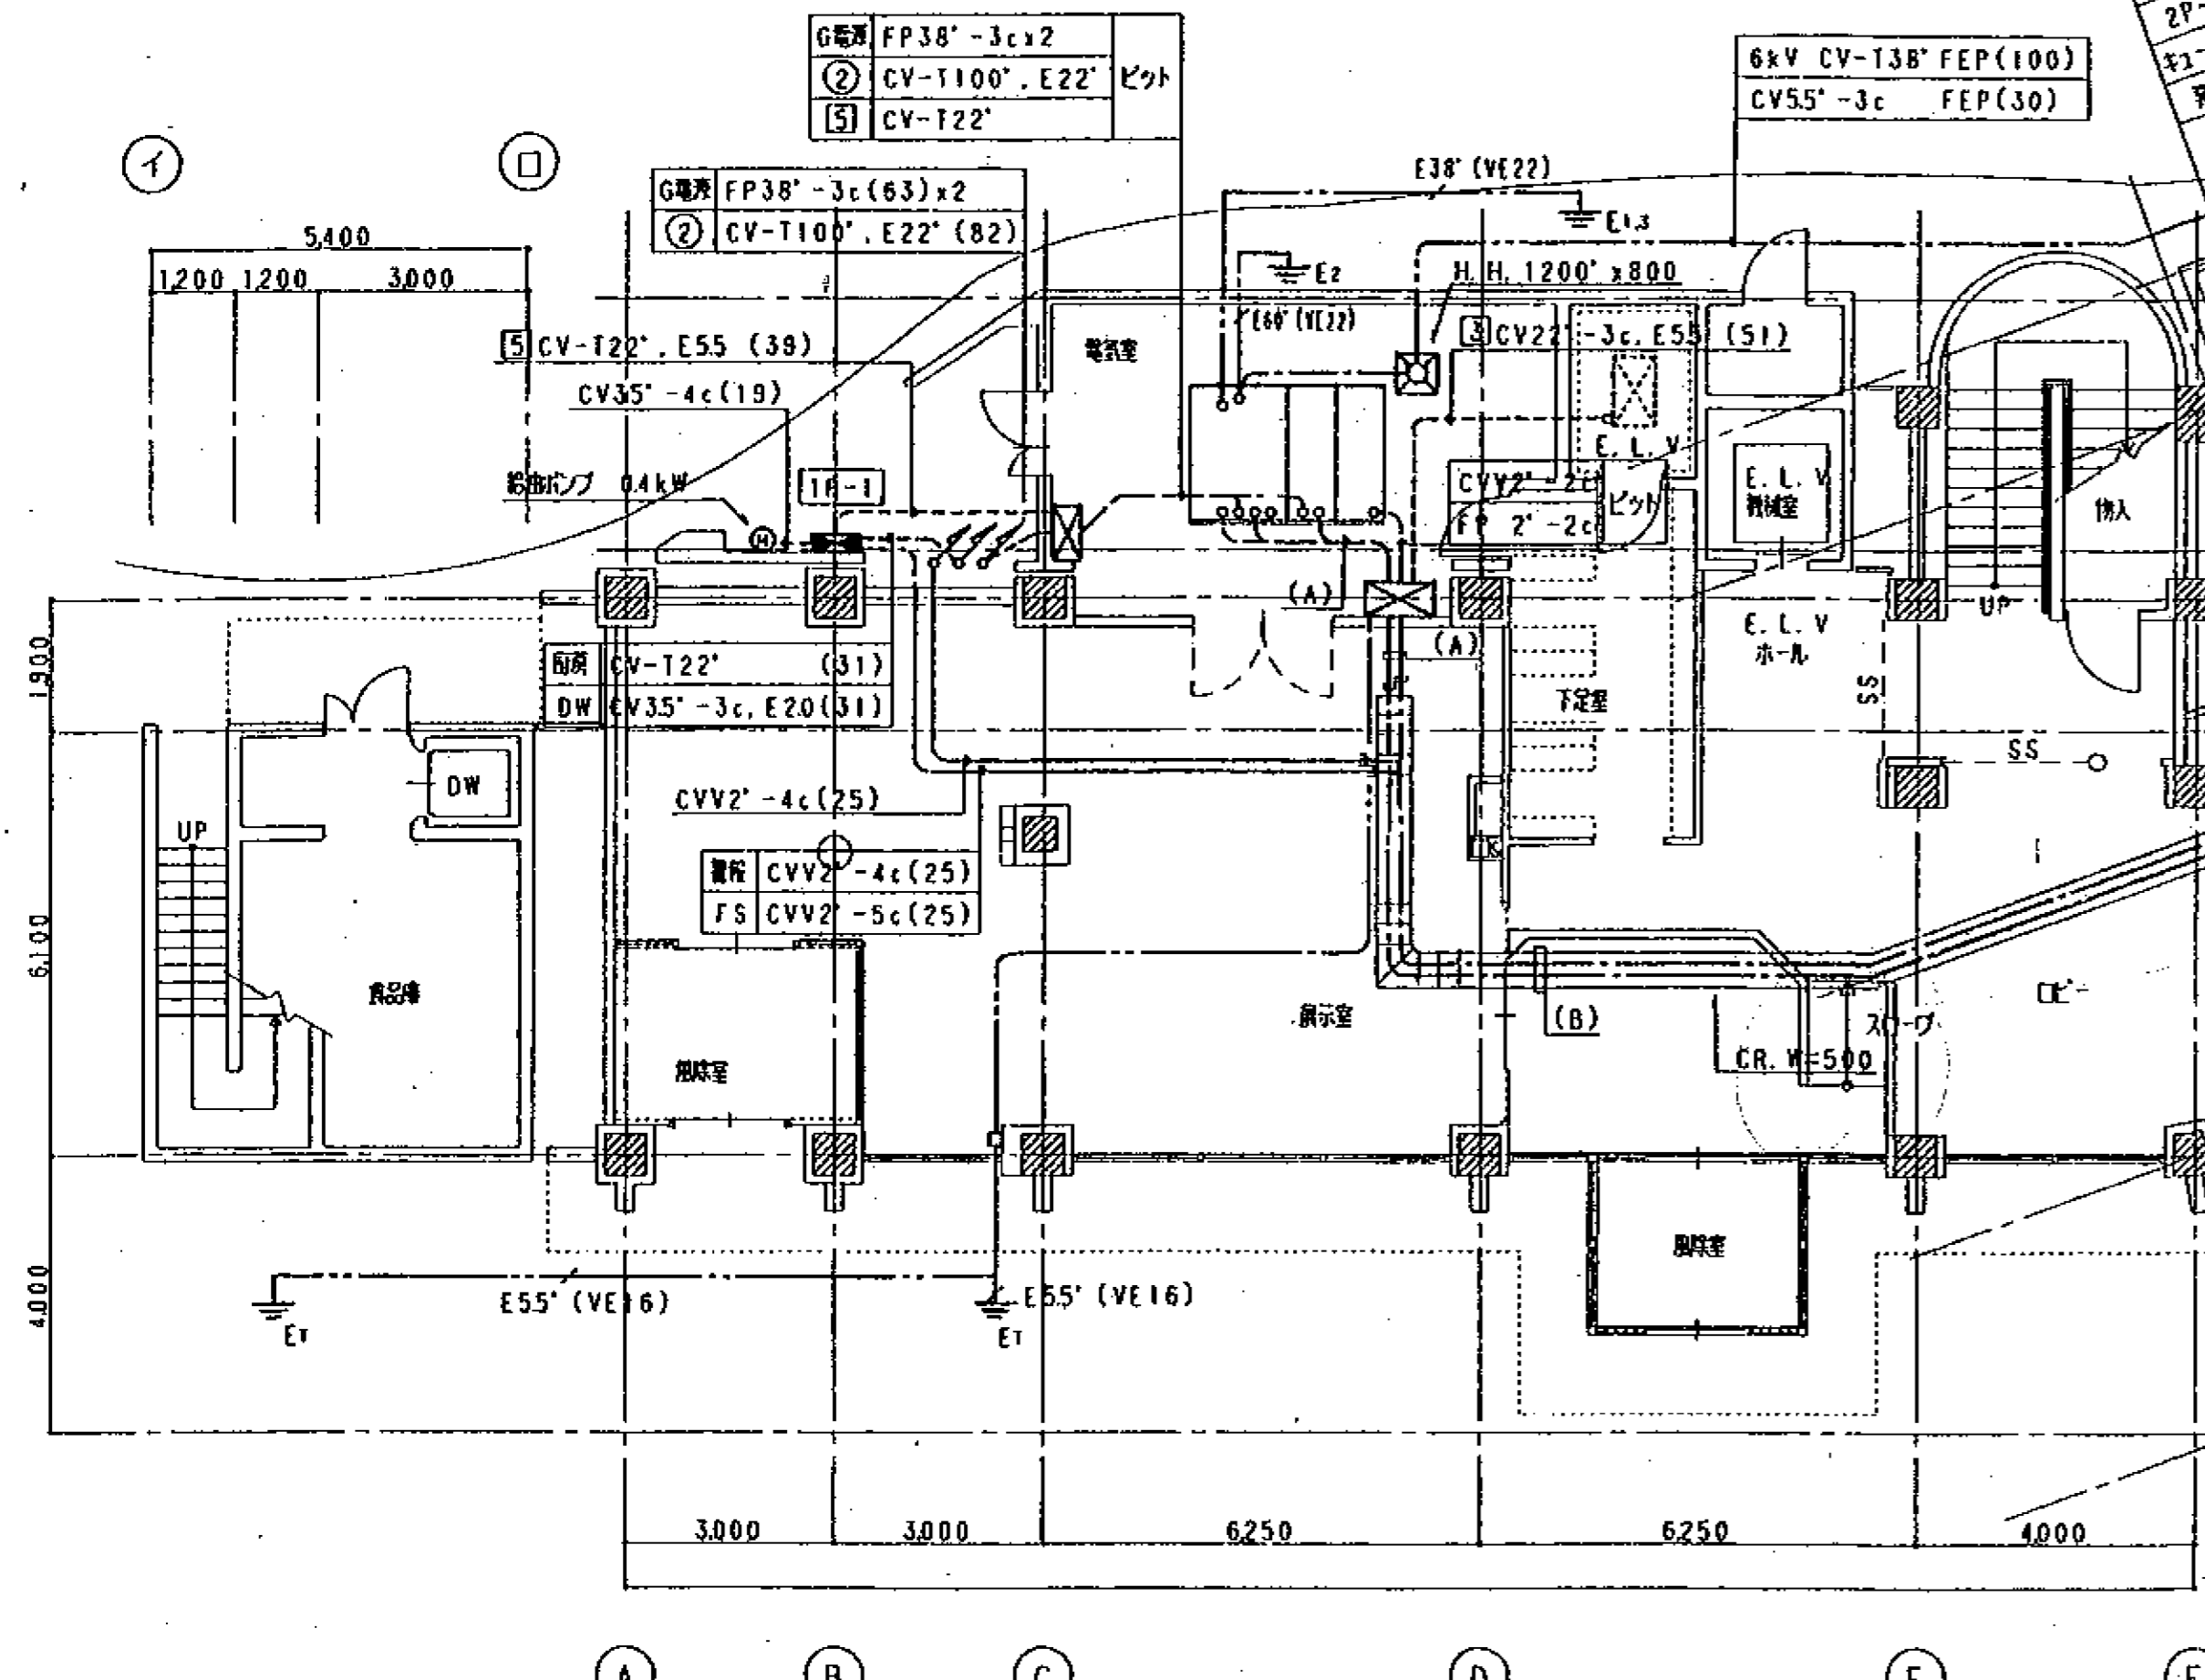 G電源 FP38°-3c×2
② CV-T100°, E22° ピット
5 CV-T22°
6kV CV-T38° FEP(100)
CV5.5°-3c FEP(30)
2P
イ
ロ
G電源 FP38°-3c(63)×2
② CV-T100°, E22°(82)
E38°(VE22)
E1.3
5,400
1,200 1,200 3,000
E2
H.H. 1200°×800
E60°(VE22)
5 CV-T22°, E5.5 (39)
電気室
3 CV22°-3c, E5.5 (51)
CV3.5°-4c(19)
給油ポンプ 0.4kW
1P-1
M
E.L.V
CVV2°-2c ピット
FP 2°-2c
E.L.V
機械室
物入
(A)
UP
1,900
CV-T22° (31)
DW CV3.5°-3c, E2.0(31)
(A)
下足室
E.L.V
ホール
SS
SS
DW
UP
CVV2°-4c(25)
CVV2°-4c(25)
FS CVV2°-5c(25)
6,100
食品庫
風除室
展示室
(B)
スロープ
ロビー
CR. W=500
風除室
4,000
E5.5°(VE16)
ET
E5.5°(VE16)
ET
3,000 3,000 6,250 6,250 4,000
A B C D E